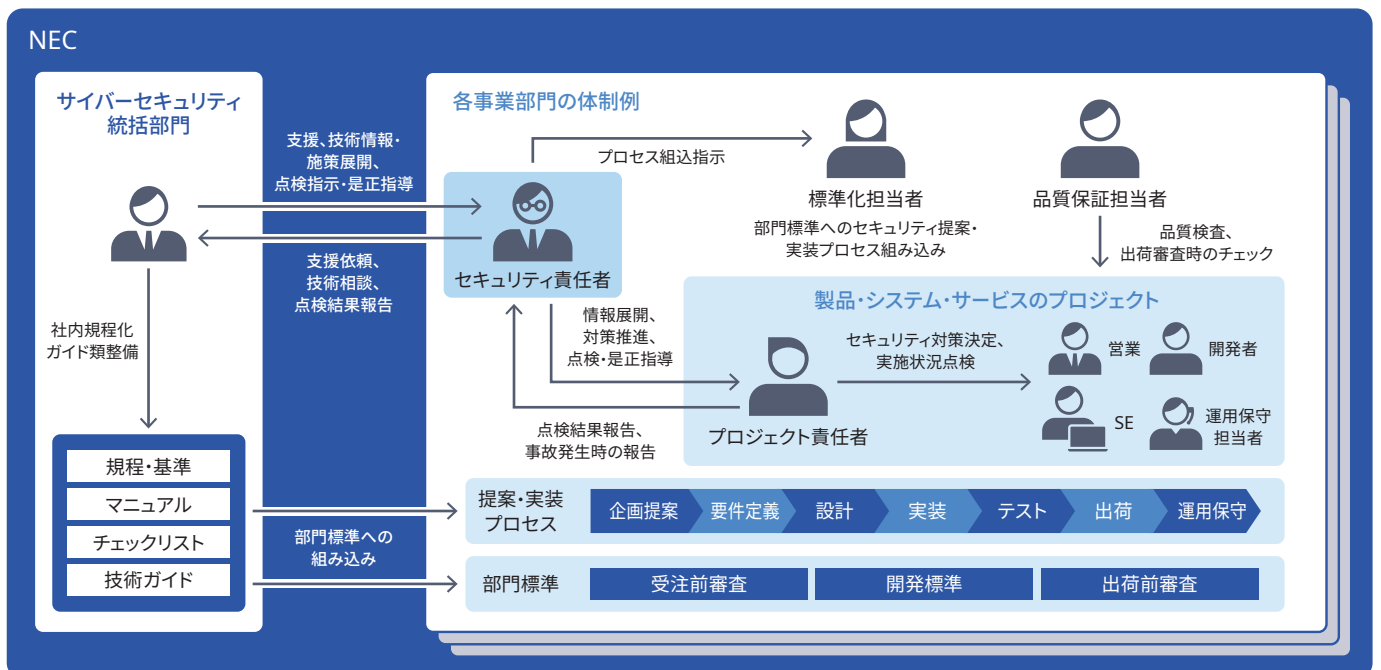 NEC
サイバーセキュリティ
統括部門
社内規程化
ガイド類整備
規程・基準
マニュアル
チェックリスト
技術ガイド
支援、技術情報・
施策展開、
点検指示・是正指導
支援依頼、
技術相談、
点検結果報告
部門標準への
組み込み
各事業部門の体制例
プロセス組込指示
セキュリティ責任者
標準化担当者
部門標準へのセキュリティ提案・
実装プロセス組み込み
品質保証担当者
品質検査、
出荷審査時のチェック
情報展開、
対策推進、
点検・是正指導
点検結果報告、
事故発生時の報告
製品・システム・サービスのプロジェクト
プロジェクト責任者
セキュリティ対策決定、
実施状況点検
営業
開発者
SE
運用保守
担当者
提案・実装
プロセス
企画提案
要件定義
設計
実装
テスト
出荷
運用保守
部門標準
受注前審査
開発標準
出荷前審査